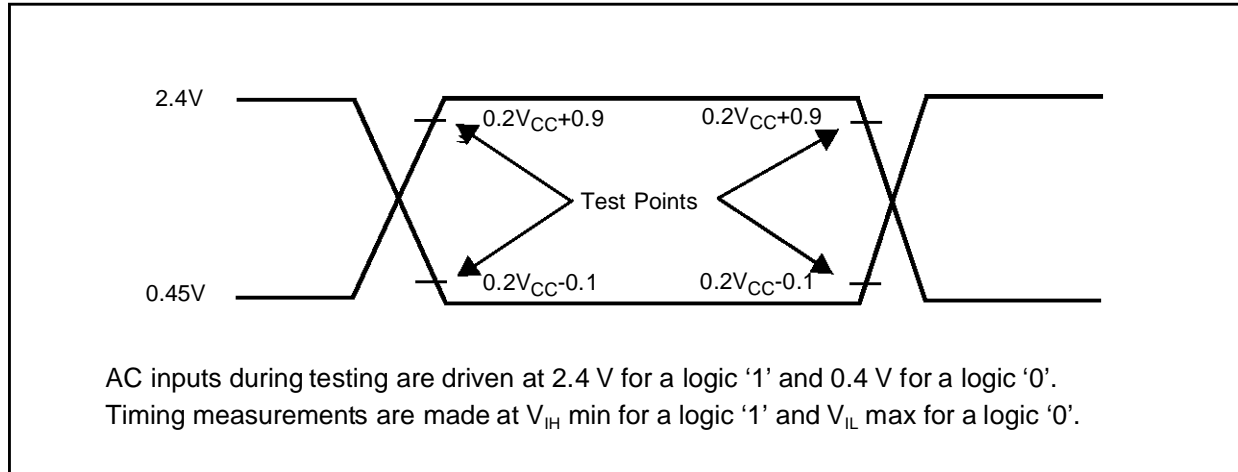 2.4V
0.2VCC+0.9 0.2VCC+0.9
Test Points
0.45V
0.2VCC-0.1 0.2VCC-0.1
AC inputs during testing are driven at 2.4 V for a logic ‘1’ and 0.4 V for a logic ‘0’.
Timing measurements are made at VIH min for a logic ‘1’ and VIL max for a logic ‘0’.